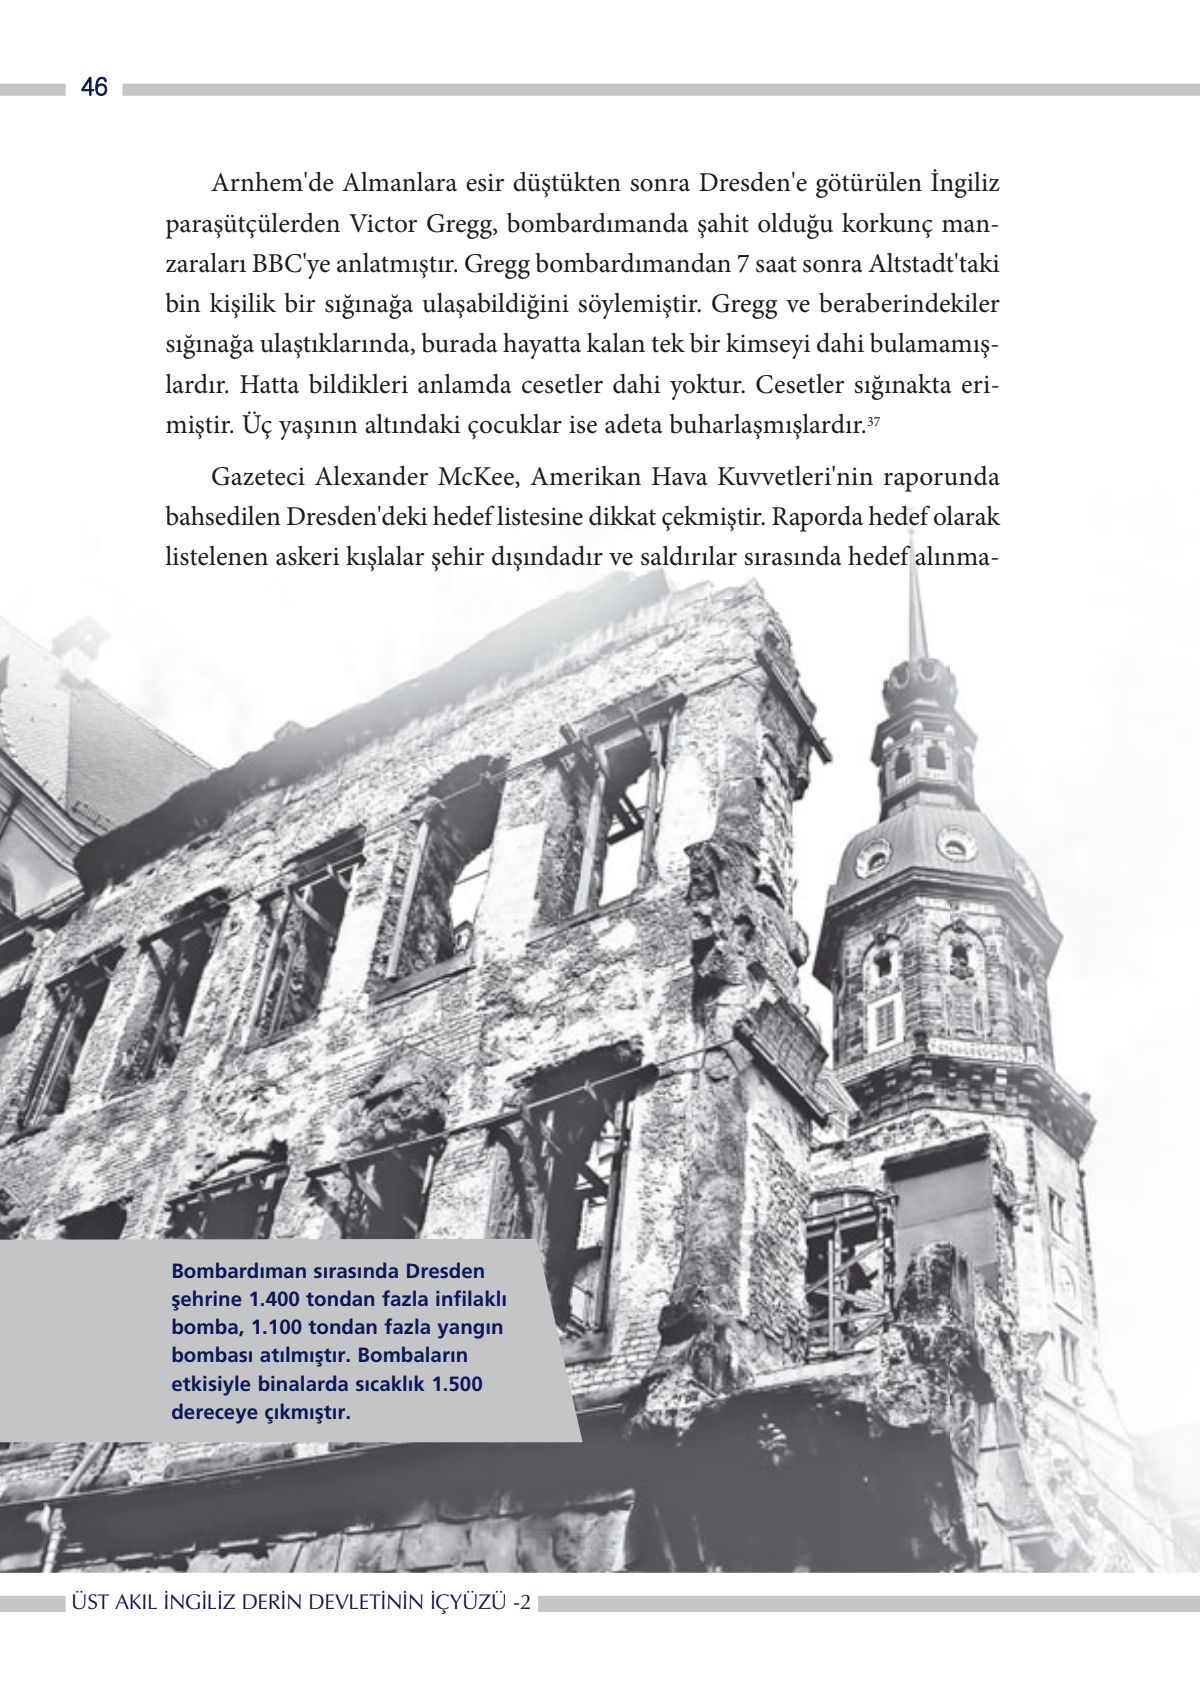 46
Arnhem'de Almanlara esir düştükten sonra Dresden'e götürülen İngiliz
paraşütçülerden Victor Gregg, bombardımanda şahit olduğu korkunç man-
zaraları BBC'ye anlatmıştır. Gregg bombardımandan 7 saat sonra Altstadt'taki
bin kişilik bir sığınağa ulaşabildiğini söylemiştir. Gregg ve beraberindekiler
sığınağa ulaştıklarında, burada hayatta kalan tek bir kimseyi dahi bulamamış-
lardır. Hatta bildikleri anlamda cesetler dahi yoktur. Cesetler sığınakta eri-
miştir. Üç yaşının altındaki çocuklar ise adeta buharlaşmışlardır.37
Gazeteci Alexander McKee, Amerikan Hava Kuvvetleri'nin raporunda
bahsedilen Dresden'deki hedef listesine dikkat çekmiştir. Raporda hedef olarak
listelenen askeri kışlalar şehir dışındadır ve saldırılar sırasında hedef alınma-
Bombardıman sırasında Dresden
şehrine 1.400 tondan fazla infilaklı
bomba, 1.100 tondan fazla yangın
bombası atılmıştır. Bombaların
etkisiyle binalarda sıcaklık 1.500
dereceye çıkmıştır.
ÜST AKIL İNGİLİZ DERİN DEVLETİNİN İÇYÜZÜ -2